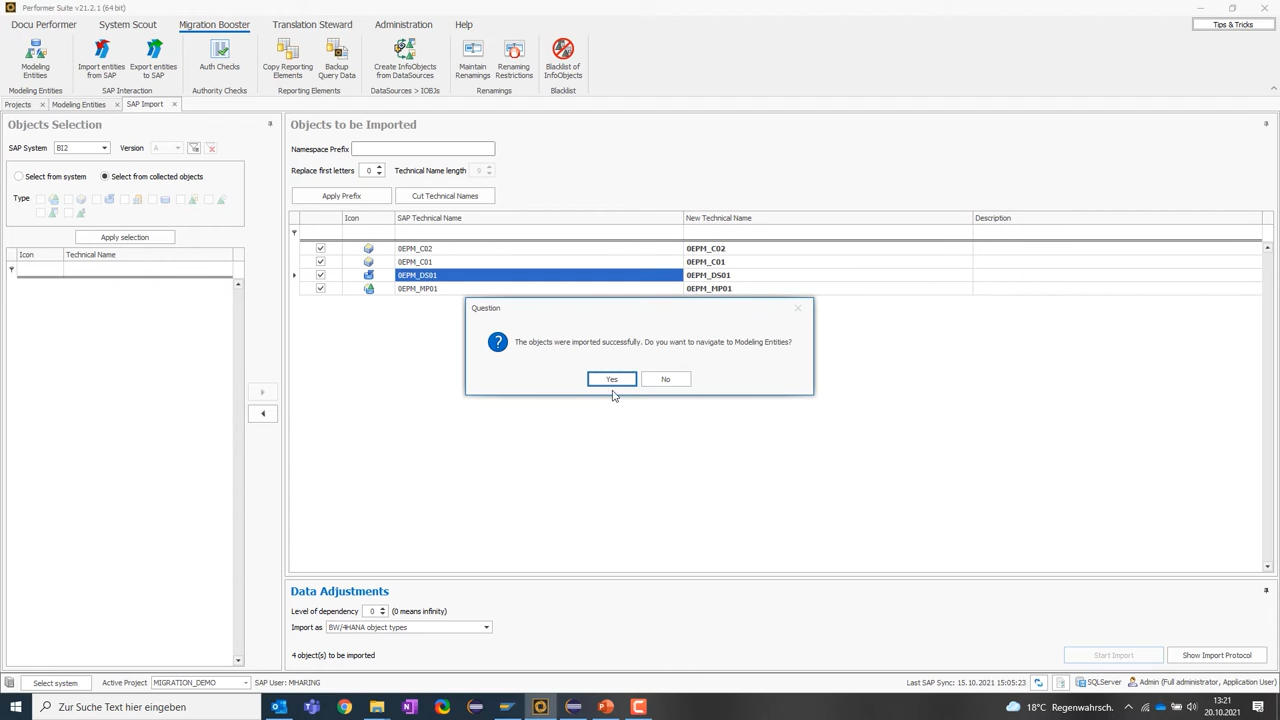 Performer Suite v21.2.1 (64 bit)
Docu Performer System Scout Migration Booster Translation Steward Administration Help
Tips & Tricks
Modeling Entities
Import entities from SAP
Export entities to SAP
Auth Checks
Copy Reporting Elements
Backup Query Data
Create InfoObjects from DataSources
Maintain Renamings
Renaming Restrictions
Blacklist of InfoObjects
Modeling Entities SAP Interaction Authority Checks Reporting Elements DataSources > IOBJs Renamings Blacklist
Projects Modeling Entities SAP Import
Objects Selection
SAP System BI2 Version A
Select from system Select from collected objects
Type
Apply selection
Icon Technical Name
Objects to be Imported
Namespace Prefix
Replace first letters 0 Technical Name length 9
Apply Prefix Cut Technical Names
Icon SAP Technical Name New Technical Name Description
0EPM_C02 0EPM_C02
0EPM_C01 0EPM_C01
0EPM_DS01 0EPM_DS01
0EPM_MP01 0EPM_MP01
Question
? The objects were imported successfully. Do you want to navigate to Modeling Entities?
Yes No
Data Adjustments
Level of dependency 0 (0 means infinity)
Import as BW/4HANA object types
4 object(s) to be imported
Start Import Show Import Protocol
Select system Active Project MIGRATION_DEMO SAP User: MHARING Last SAP Sync: 15.10.2021 15:05:23 SQLServer Admin (Full administrator, Application User)
Zur Suche Text hier eingeben
18°C Regenwahrsch.
13:21
20.10.2021